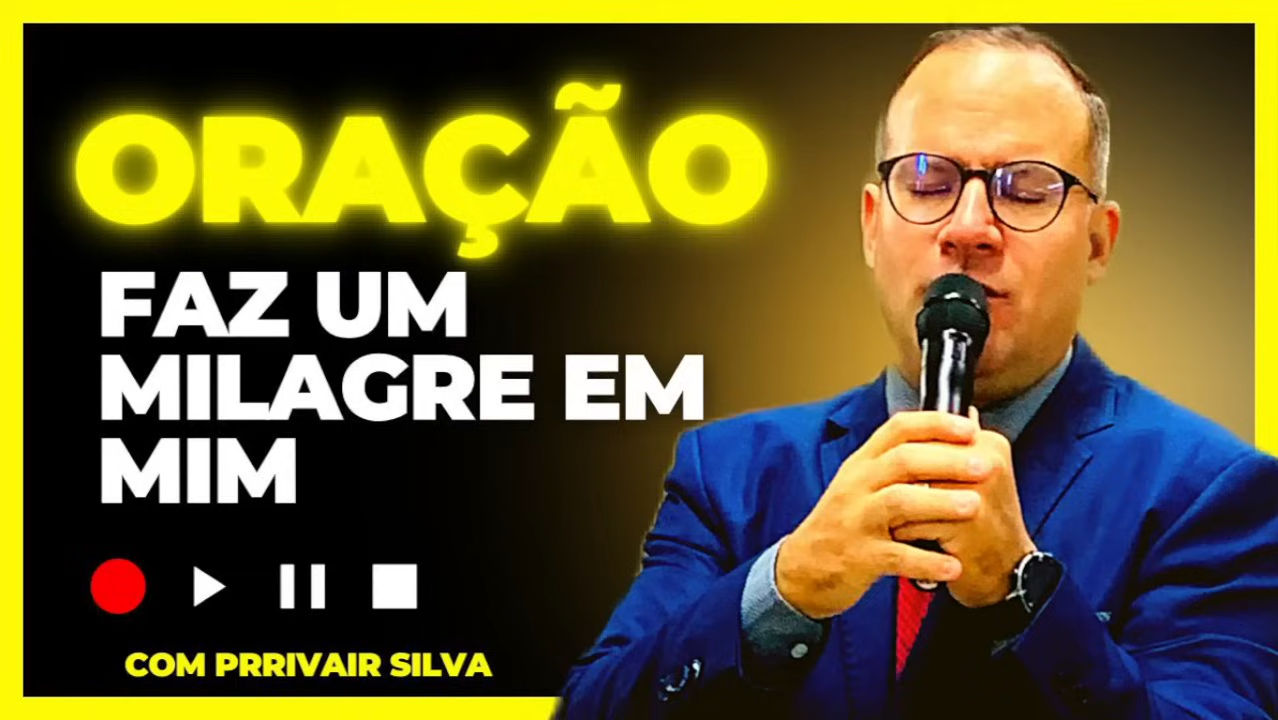 ORAÇÃO
FAZ UM
MILAGRE EM
MIM
COM PRRIVAIR SILVA